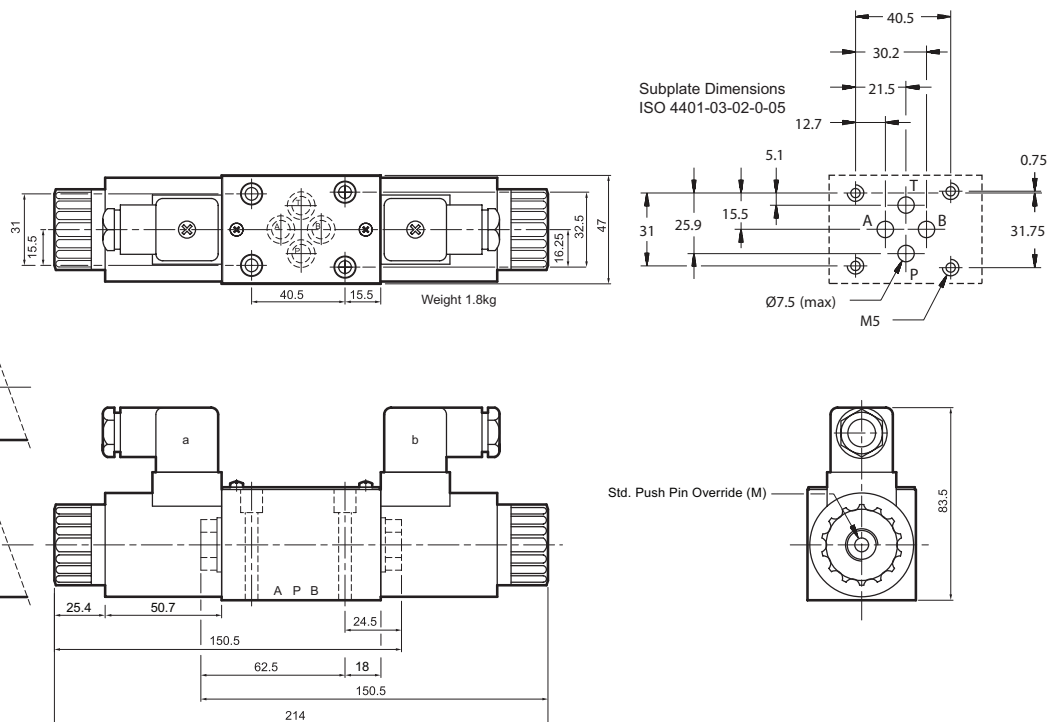 40.5
30.2
Subplate Dimensions
ISO 4401-03-02-0-05
21.5
12.7
5.1
0.75
31
15.5
A
B
P
32.5
16.25
47
40.5
15.5
Weight 1.8kg
31
25.9
15.5
T
A
B
P
31.75
Ø7.5 (max)
M5
a
b
Std. Push Pin Override (M)
83.5
A P B
25.4
50.7
24.5
150.5
62.5
18
150.5
214